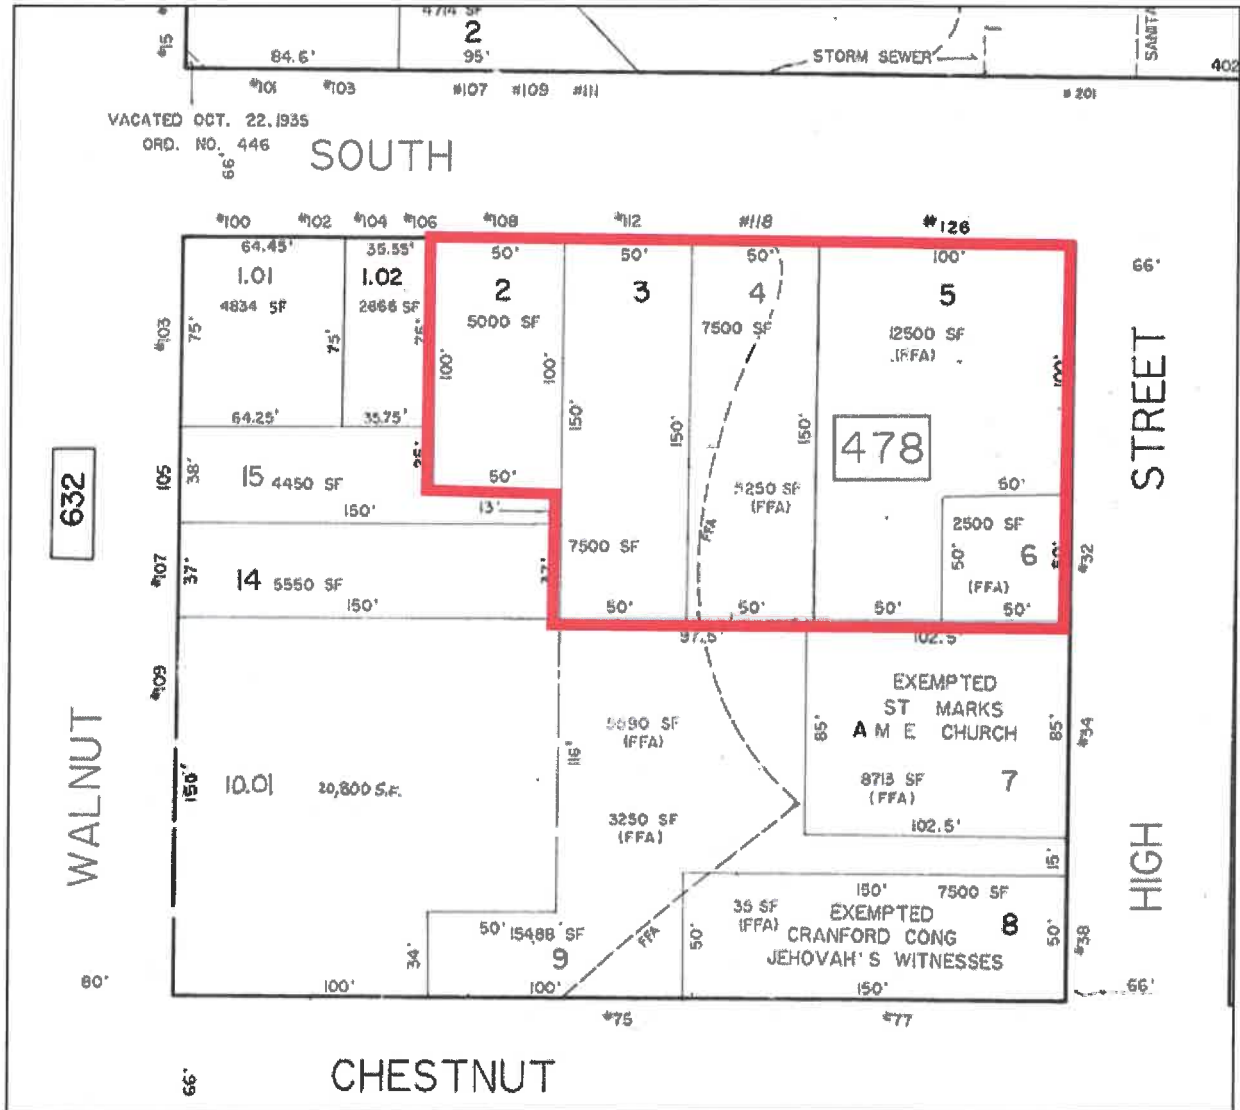 4714 SF
2
#15
84.6'
95'
STORM SEWER
402
#101
#103
#107
#109
#111
#201
VACATED OCT. 22.1935
ORD. NO. 446
66'
SOUTH
#100
#102
#104
#106
#108
#112
#118
#126
64.45'
35.55'
50'
50'
50'
100'
66'
1.01
1.02
2
3
4
5
4834 SF
2866 SF
5000 SF
7500 SF
12500 SF
(FFA)
#103
75'
75'
75'
100'
100'
150'
150'
150'
100'
STREET
64.25'
35.75'
478
632
105
38'
15 4450 SF
50'
13'
150'
5250 SF
(FFA)
FFA
50'
2500 SF
6
(FFA)
50'
50'
#32
7500 SF
#107
37'
14 5550 SF
37'
150'
50'
50'
50'
50'
97.5'
102.5'
#109
EXEMPTED
ST MARKS
A M E CHURCH
85'
85'
#34
5590 SF
(FFA)
116'
WALNUT
150'
10.01
20,800 S.F.
8713 SF
(FFA)
7
3250 SF
(FFA)
102.5'
HIGH
15'
150'
7500 SF
35 SF
(FFA)
EXEMPTED
CRANFORD CONG
JEHOVAH'S WITNESSES
8
50'
50'
#38
50'
15488 SF
9
FFA
34'
80'
100'
100'
150'
66'
#75
#77
66'
CHESTNUT